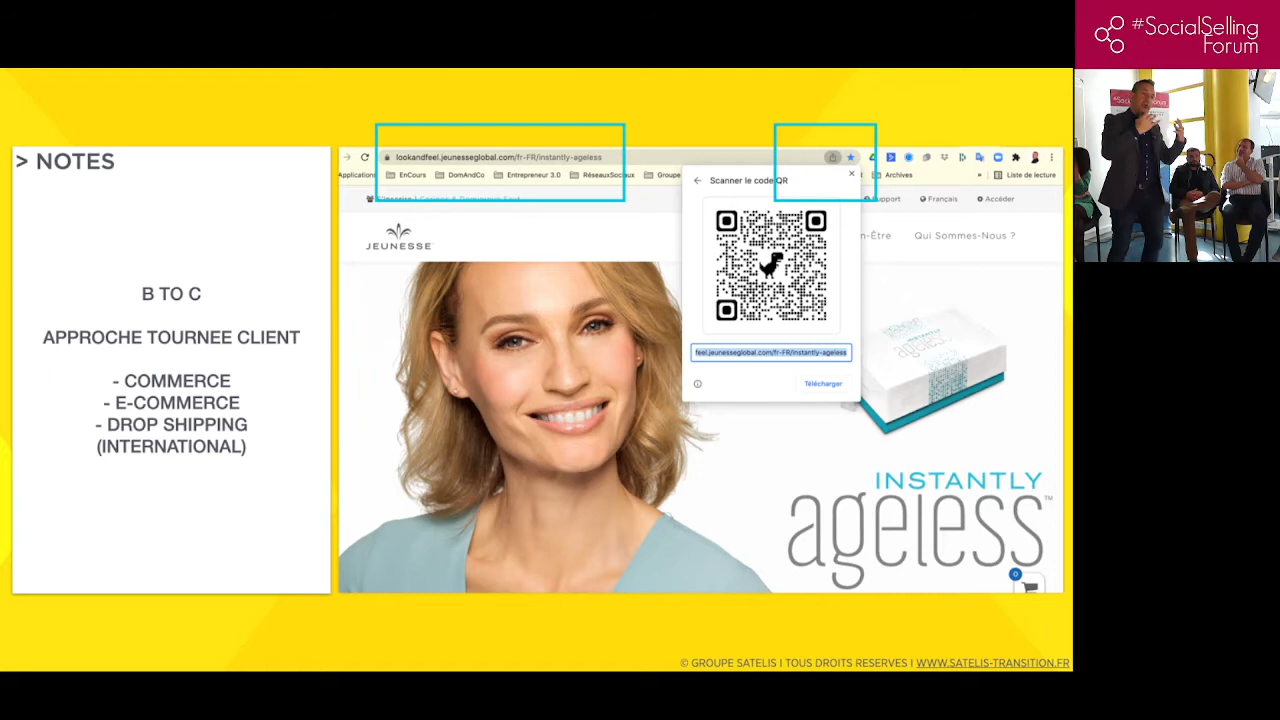 #SocialSelling
Forum
> NOTES
B TO C
APPROCHE TOURNEE CLIENT
- COMMERCE
- E-COMMERCE
- DROP SHIPPING
(INTERNATIONAL)
lookandfeel.jeunesseglobal.com/fr-FR/instantly-ageless
Applications
EnCours
DomAndCo
Entrepreneur 3.0
RéseauxSociaux
Groupe
Archives
»
Liste de lecture
Scanner le code QR
Français
Accéder
JEUNESSE
n-Être
Qui Sommes-Nous ?
feel.jeunesseglobal.com/fr-FR/instantly-ageless
Télécharger
instantly
ageless
INSTANTLY
ageless™
0
© GROUPE SATELIS I TOUS DROITS RESERVES I WWW.SATELIS-TRANSITION.FR